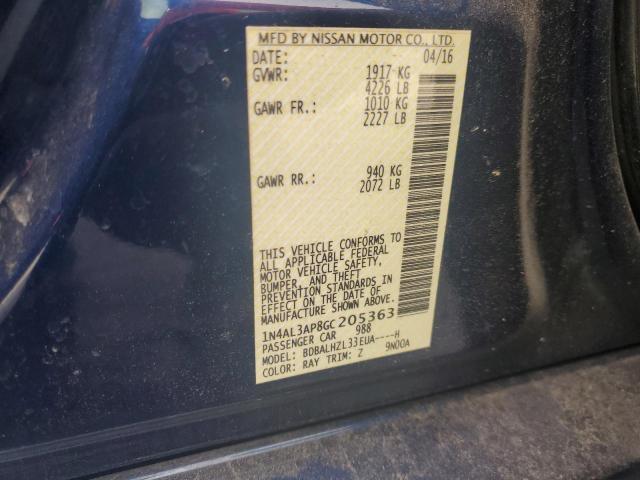 MFD BY NISSAN MOTOR CO., LTD.
DATE: 04/16
GVWR: 1917 KG
4226 LB
GAWR FR.: 1010 KG
2227 LB
GAWR RR.: 940 KG
2072 LB
THIS VEHICLE CONFORMS TO
ALL APPLICABLE FEDERAL
MOTOR VEHICLE SAFETY,
BUMPER, AND THEFT
PREVENTION STANDARDS IN
EFFECT ON THE DATE OF
MANUFACTURE SHOWN ABOVE.
1N4AL3AP8GC205363
PASSENGER CAR 988
MODEL: BDBALHZL33EUA----H
COLOR: RAY TRIM: Z 9N00A